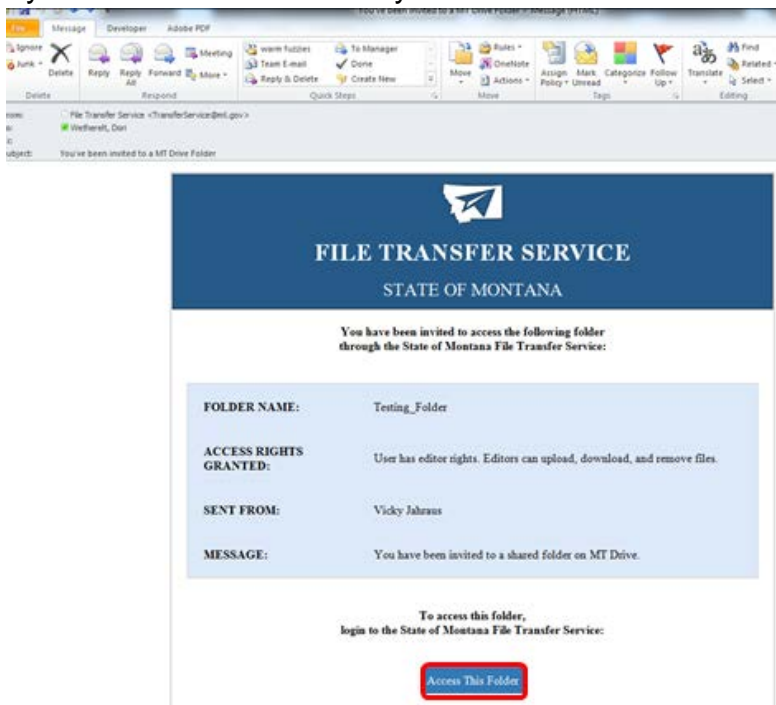 You've been invited to a MT Drive Folder - Message (HTML)
File Message Developer Adobe PDF
Ignore
Junk
Delete Reply Reply All Forward
Meeting
More
warm fuzzies
Team E-mail
Reply & Delete
To Manager
Done
Create New
Move
Rules
OneNote
Actions
Assign Policy Mark Unread Categorize Follow Up
Translate
Find
Related
Select
Delete Respond Quick Steps Move Tags Editing
File Transfer Service <TransferService@mt.gov>
Wetherelt, Don
You've been invited to a MT Drive Folder
FILE TRANSFER SERVICE
STATE OF MONTANA
You have been invited to access the following folder
through the State of Montana File Transfer Service:
FOLDER NAME: Testing_Folder
ACCESS RIGHTS
GRANTED: User has editor rights. Editors can upload, download, and remove files.
SENT FROM: Vicky Jahraus
MESSAGE: You have been invited to a shared folder on MT Drive.
To access this folder,
login to the State of Montana File Transfer Service:
Access This Folder